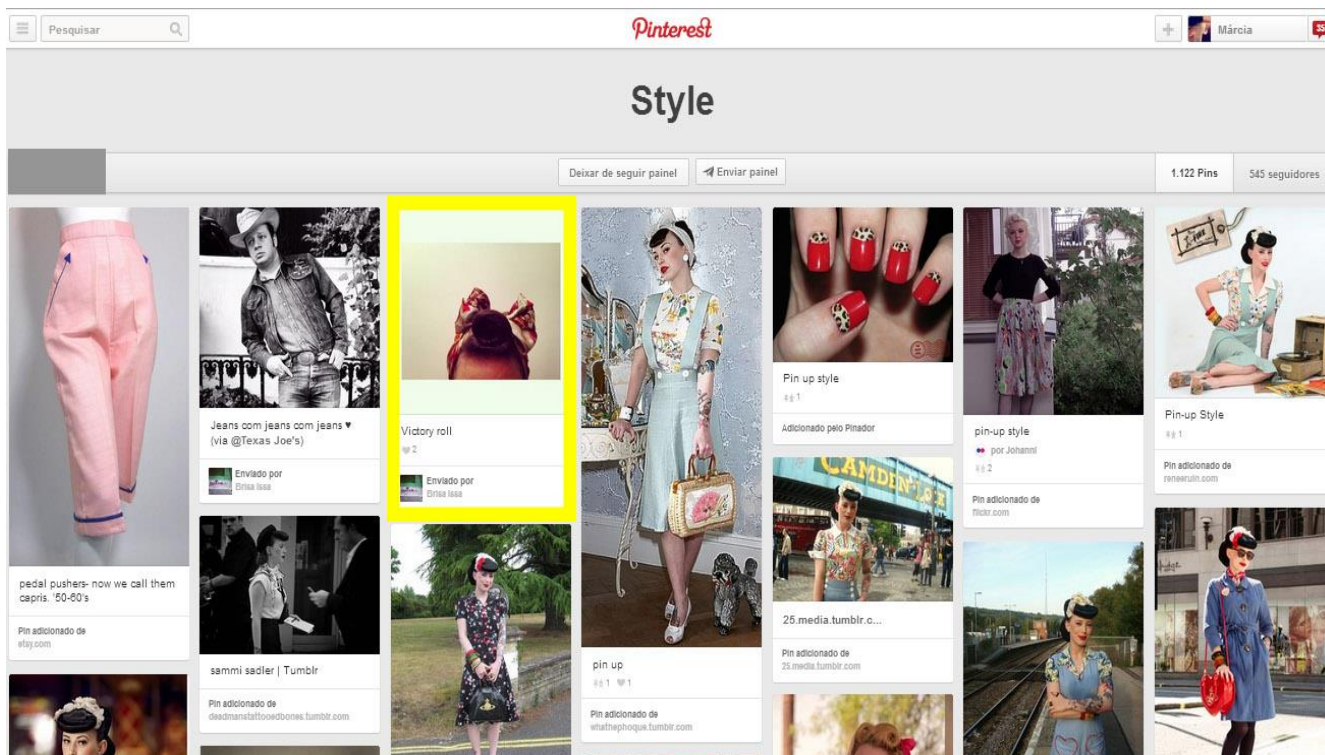 Pesquisar
Pinterest
Márcia
Style
Deixar de seguir painel
Enviar painel
1.122 Pins
545 seguidores
pedal pushers- now we call them
capris. '50-60's
Pin adicionado de
etsy.com
Jeans com jeans com jeans ♥
(via @Texas Joe's)
Enviado por
Brisa Issa
sammi sadler | Tumblr
Pin adicionado de
deadmanstattooedbones.tumblr.com
Victory roll
2
Enviado por
Brisa Issa
pin up
1 1
Pin adicionado de
whathephoque.tumblr.com
Pin up style
1
Adicionado pelo Pinador
CAMDEN LOCK
25.media.tumblr.c...
Pin adicionado de
25.media.tumblr.com
pin-up style
por Johanni
2
Pin adicionado de
flickr.com
Pin-up Style
1
Pin adicionado de
reneeruin.com